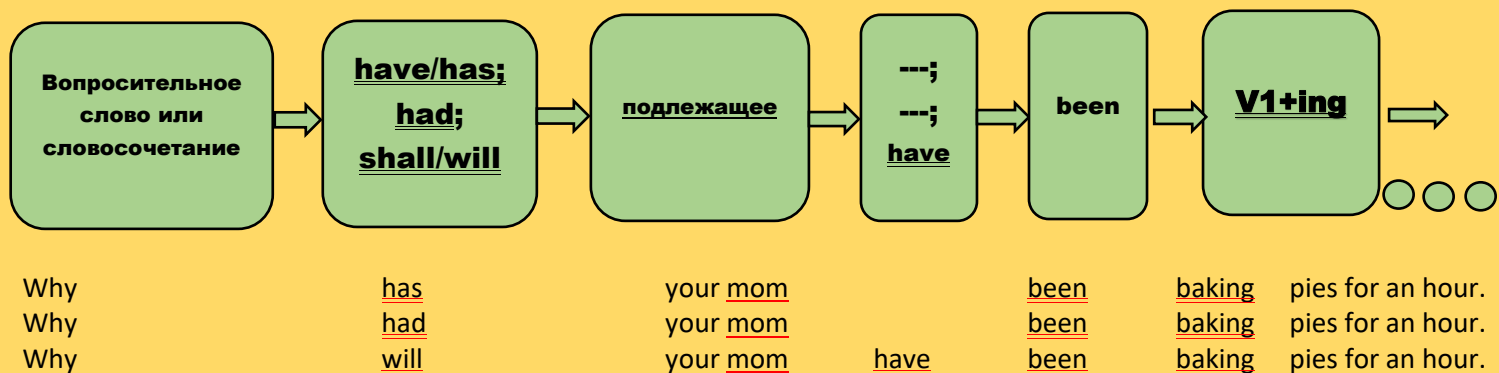 Вопросительное
слово или
словосочетание
have/has;
had;
shall/will
подлежащее
---;
---;
have
been
V1+ing
Why has your mom been baking pies for an hour.
Why had your mom been baking pies for an hour.
Why will your mom have been baking pies for an hour.